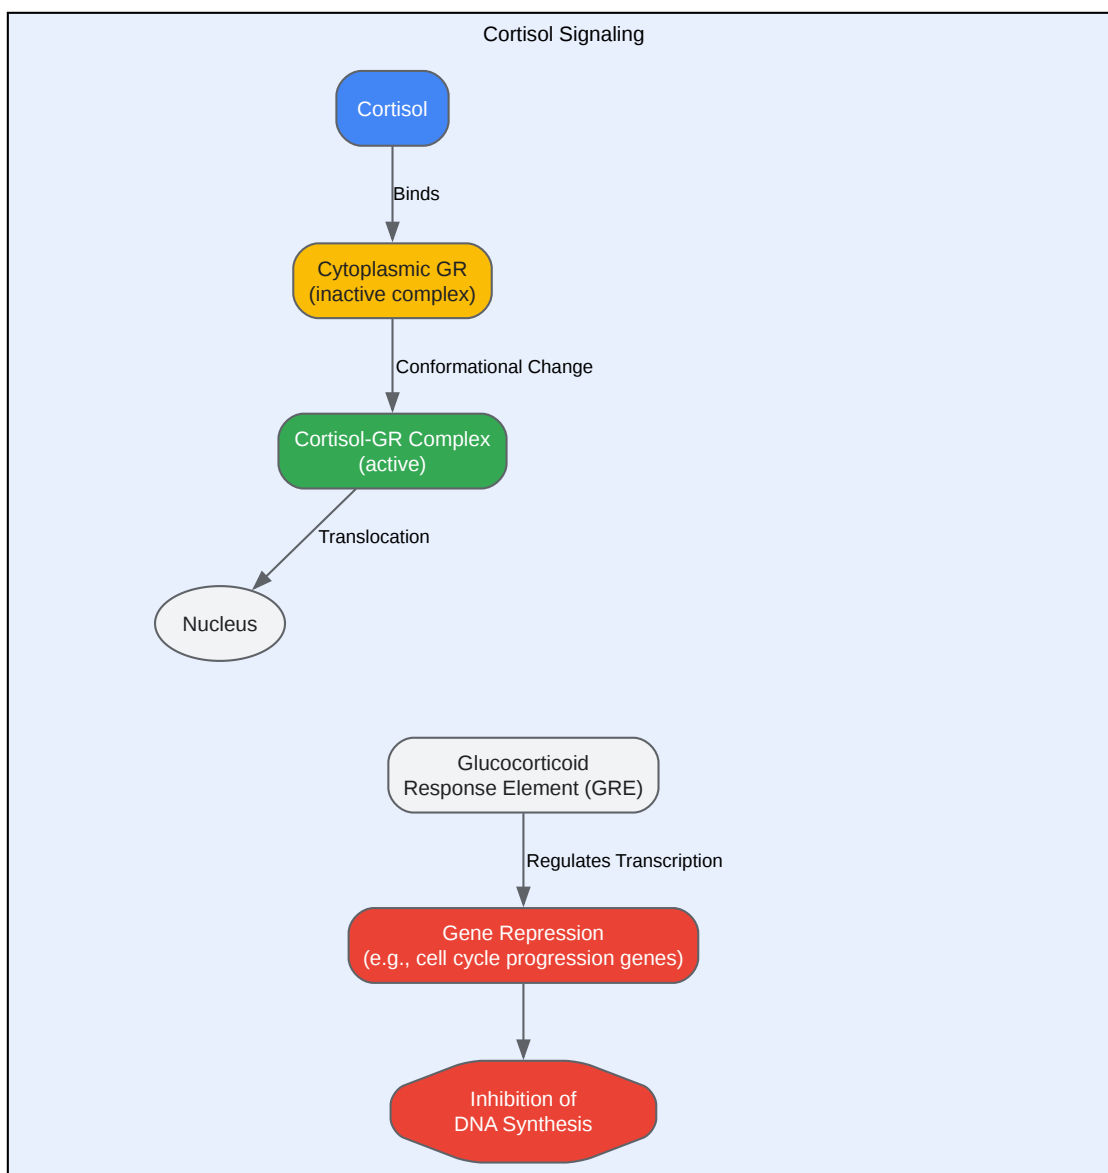 Cortisol Signaling
Cortisol
Binds
Cytoplasmic GR
(inactive complex)
Conformational Change
Cortisol-GR Complex
(active)
Translocation
Nucleus
Glucocorticoid
Response Element (GRE)
Regulates Transcription
Gene Repression
(e.g., cell cycle progression genes)
Inhibition of
DNA Synthesis